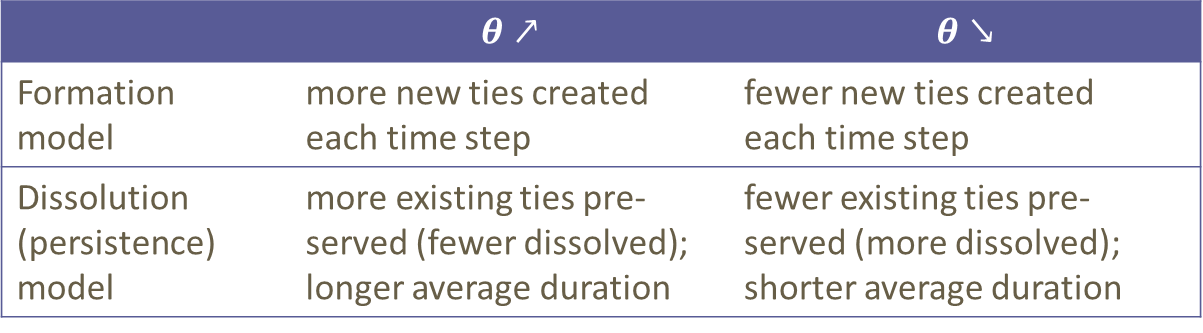 θ ↗ θ ↘
Formation model
more new ties created each time step
fewer new ties created each time step
Dissolution (persistence) model
more existing ties pre-
served (fewer dissolved);
longer average duration
fewer existing ties pre-
served (more dissolved);
shorter average duration